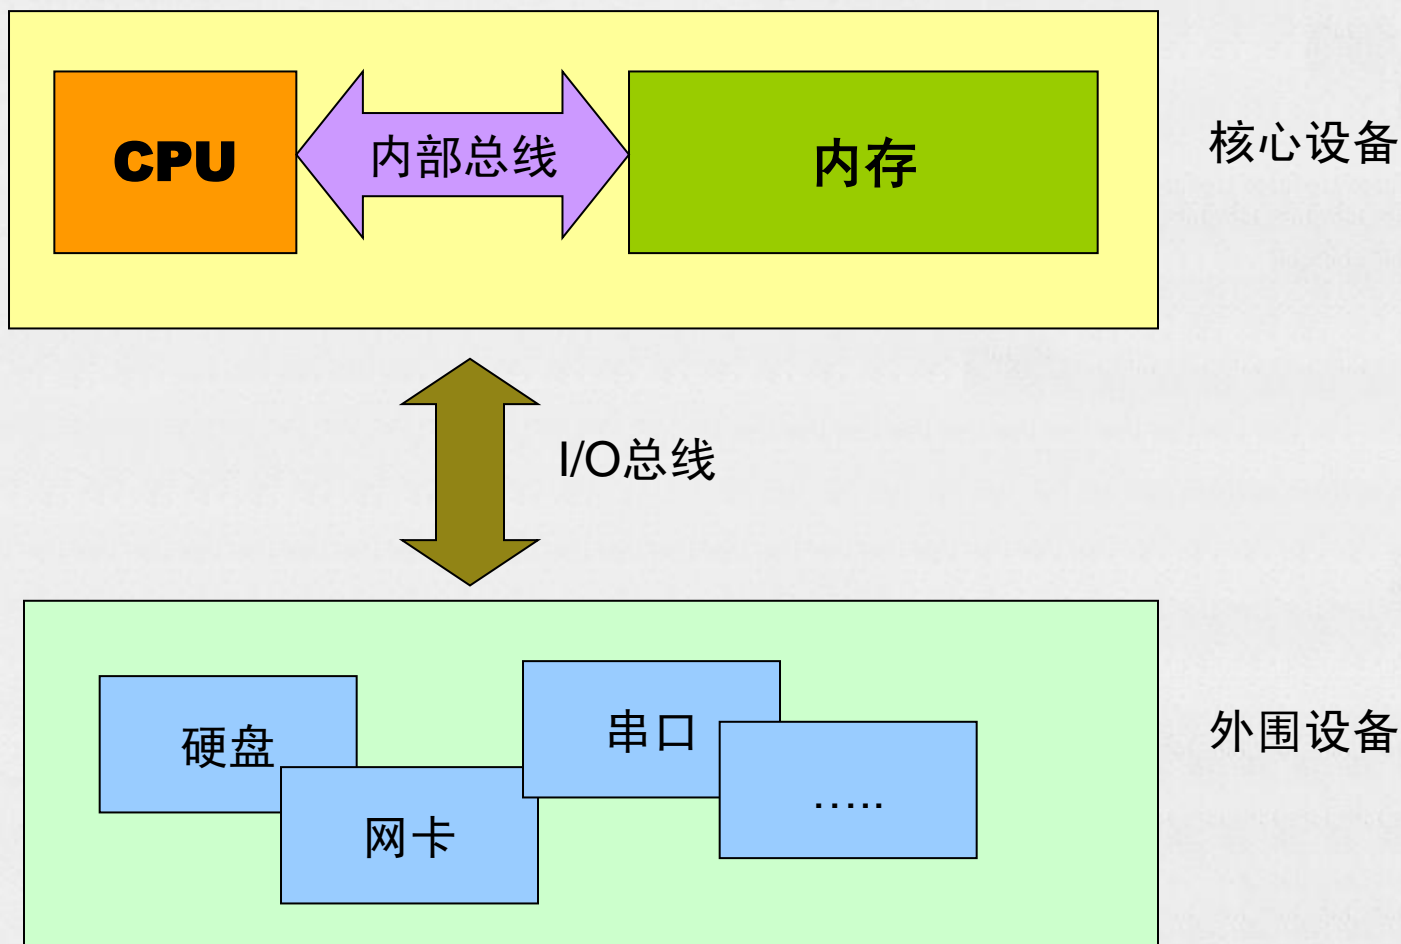 CPU
内部总线
内存
核心设备
I/O总线
硬盘
网卡
串口
.....
外围设备